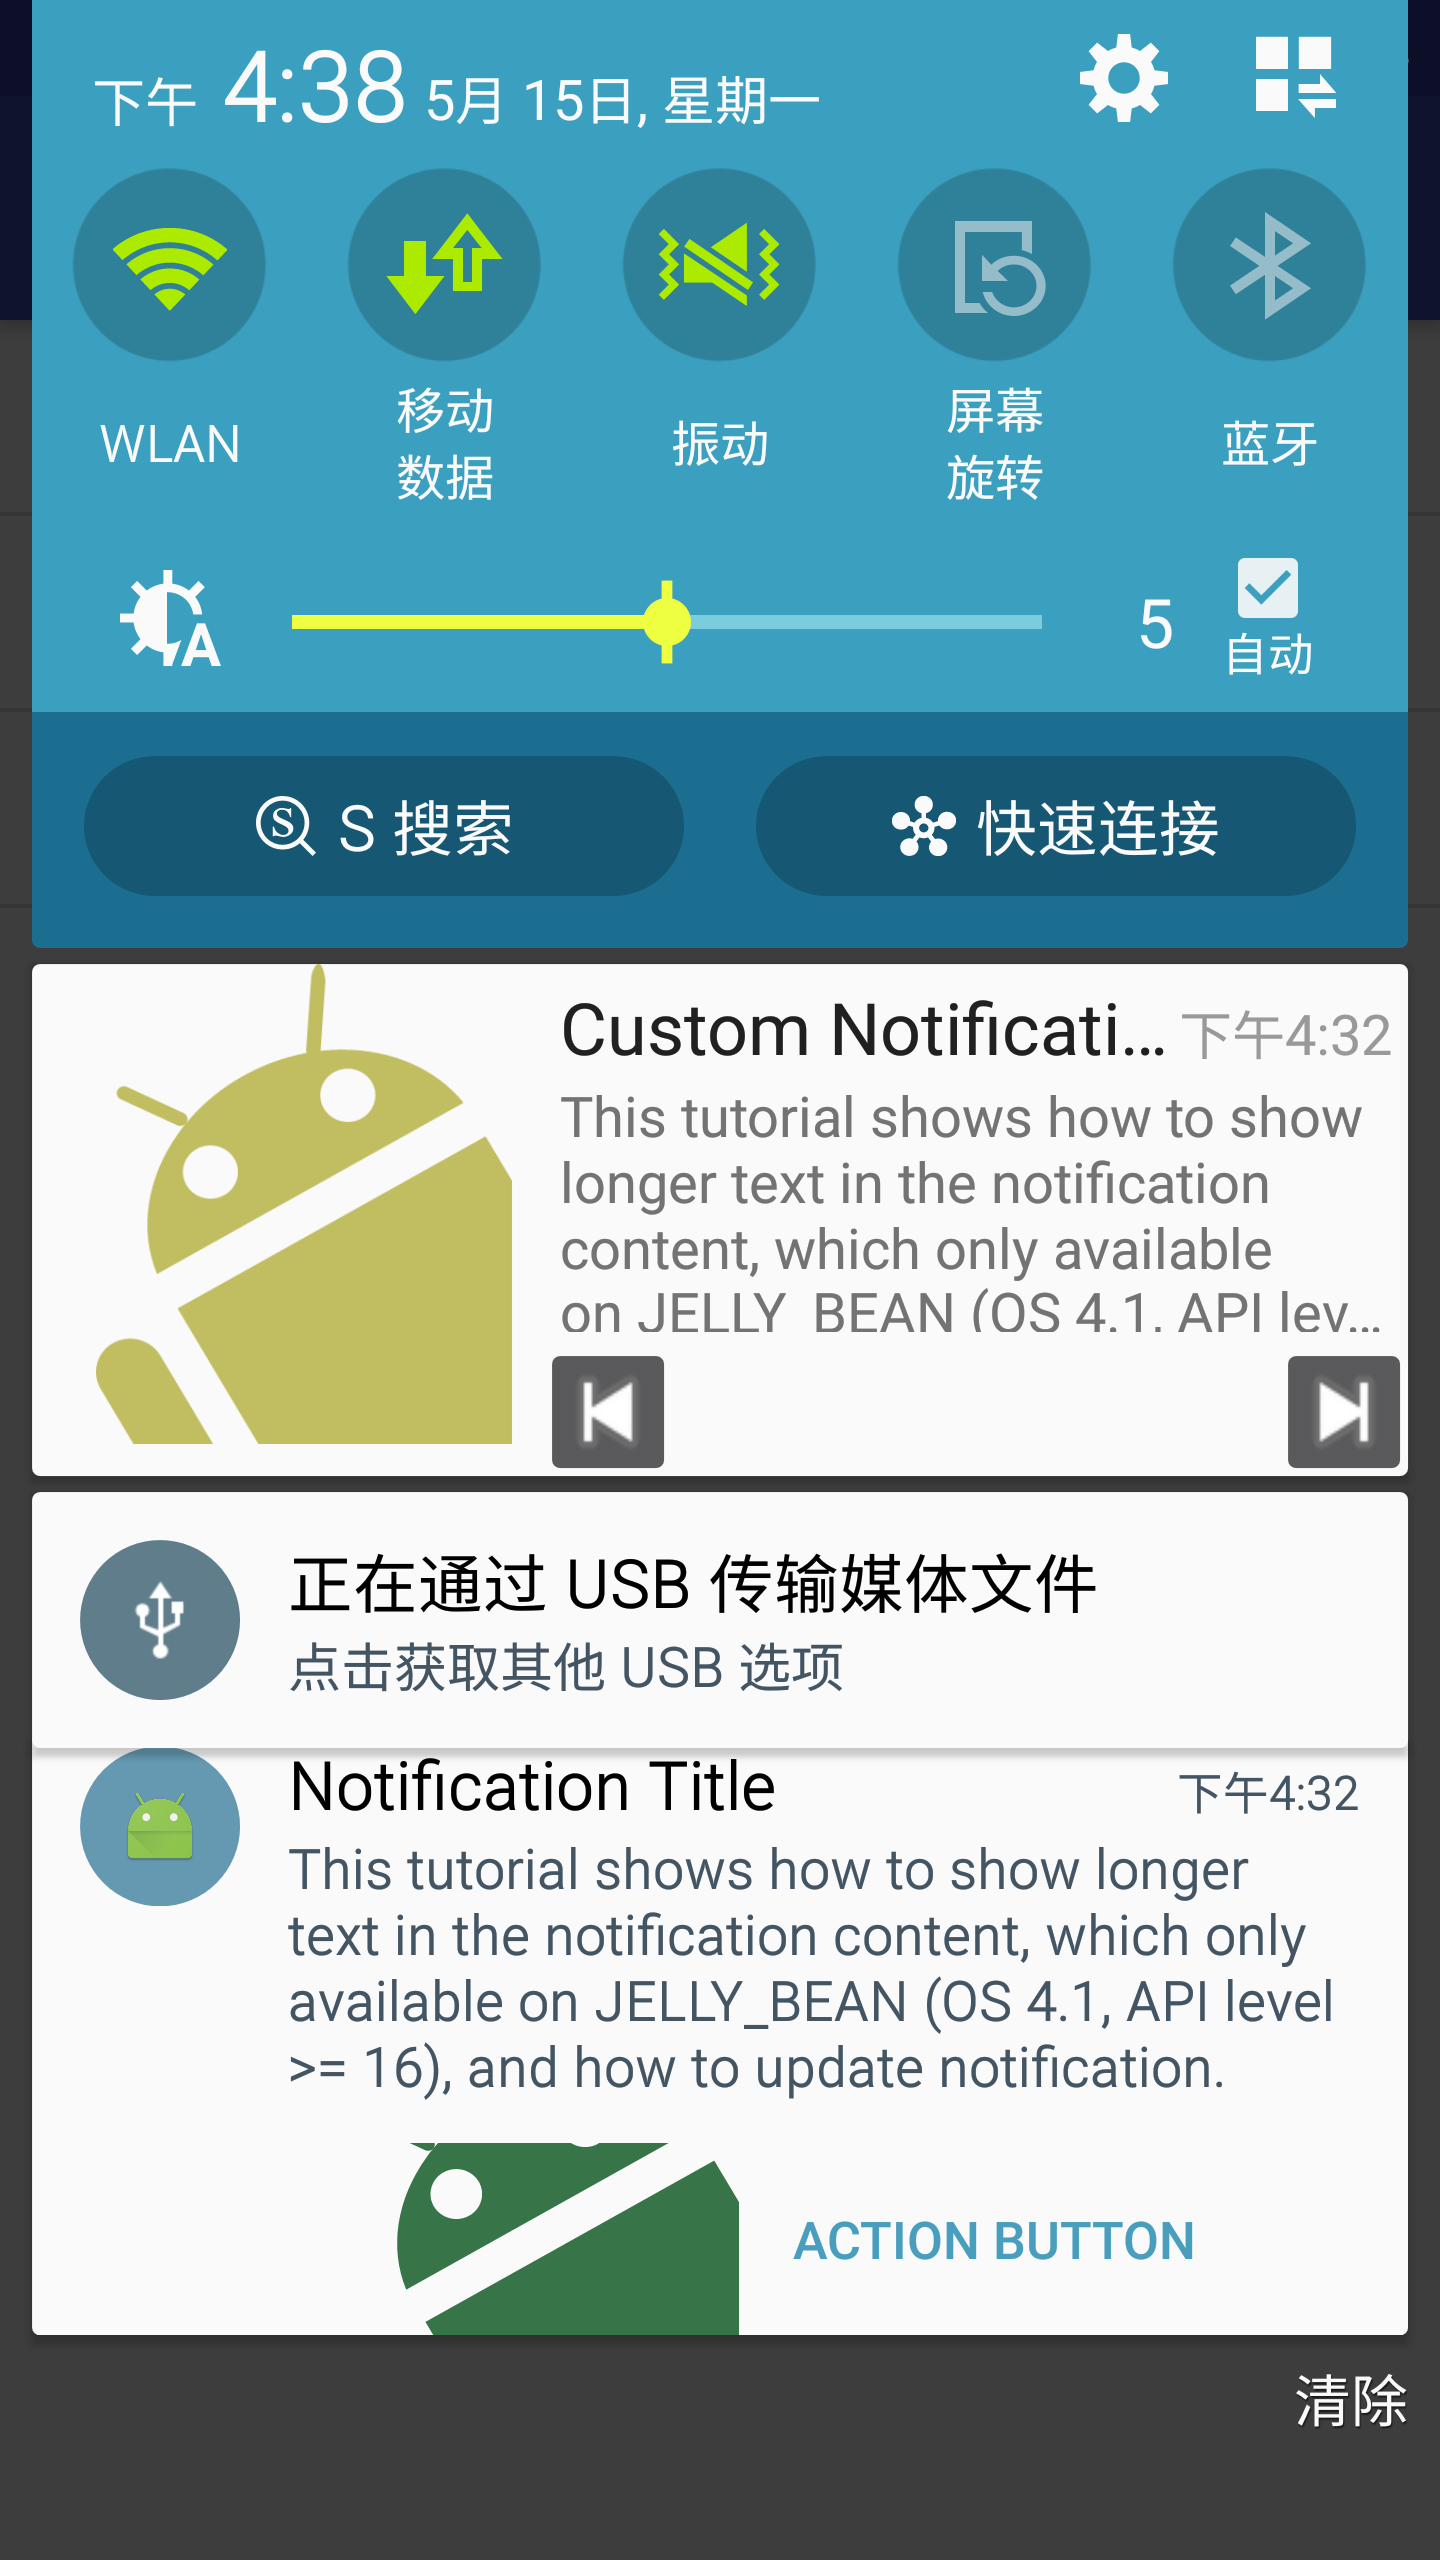 下午 4:38 5月 15日, 星期一
WLAN
移动
数据
振动
屏幕
旋转
蓝牙
A
5
自动
S S 搜索
快速连接
Custom Notificati... 下午4:32
This tutorial shows how to show
longer text in the notification
content, which only available
on JELLY_BEAN (OS 4.1, API lev...
正在通过 USB 传输媒体文件
点击获取其他 USB 选项
Notification Title 下午4:32
This tutorial shows how to show longer
text in the notification content, which only
available on JELLY_BEAN (OS 4.1, API level
>= 16), and how to update notification.
ACTION BUTTON
清除